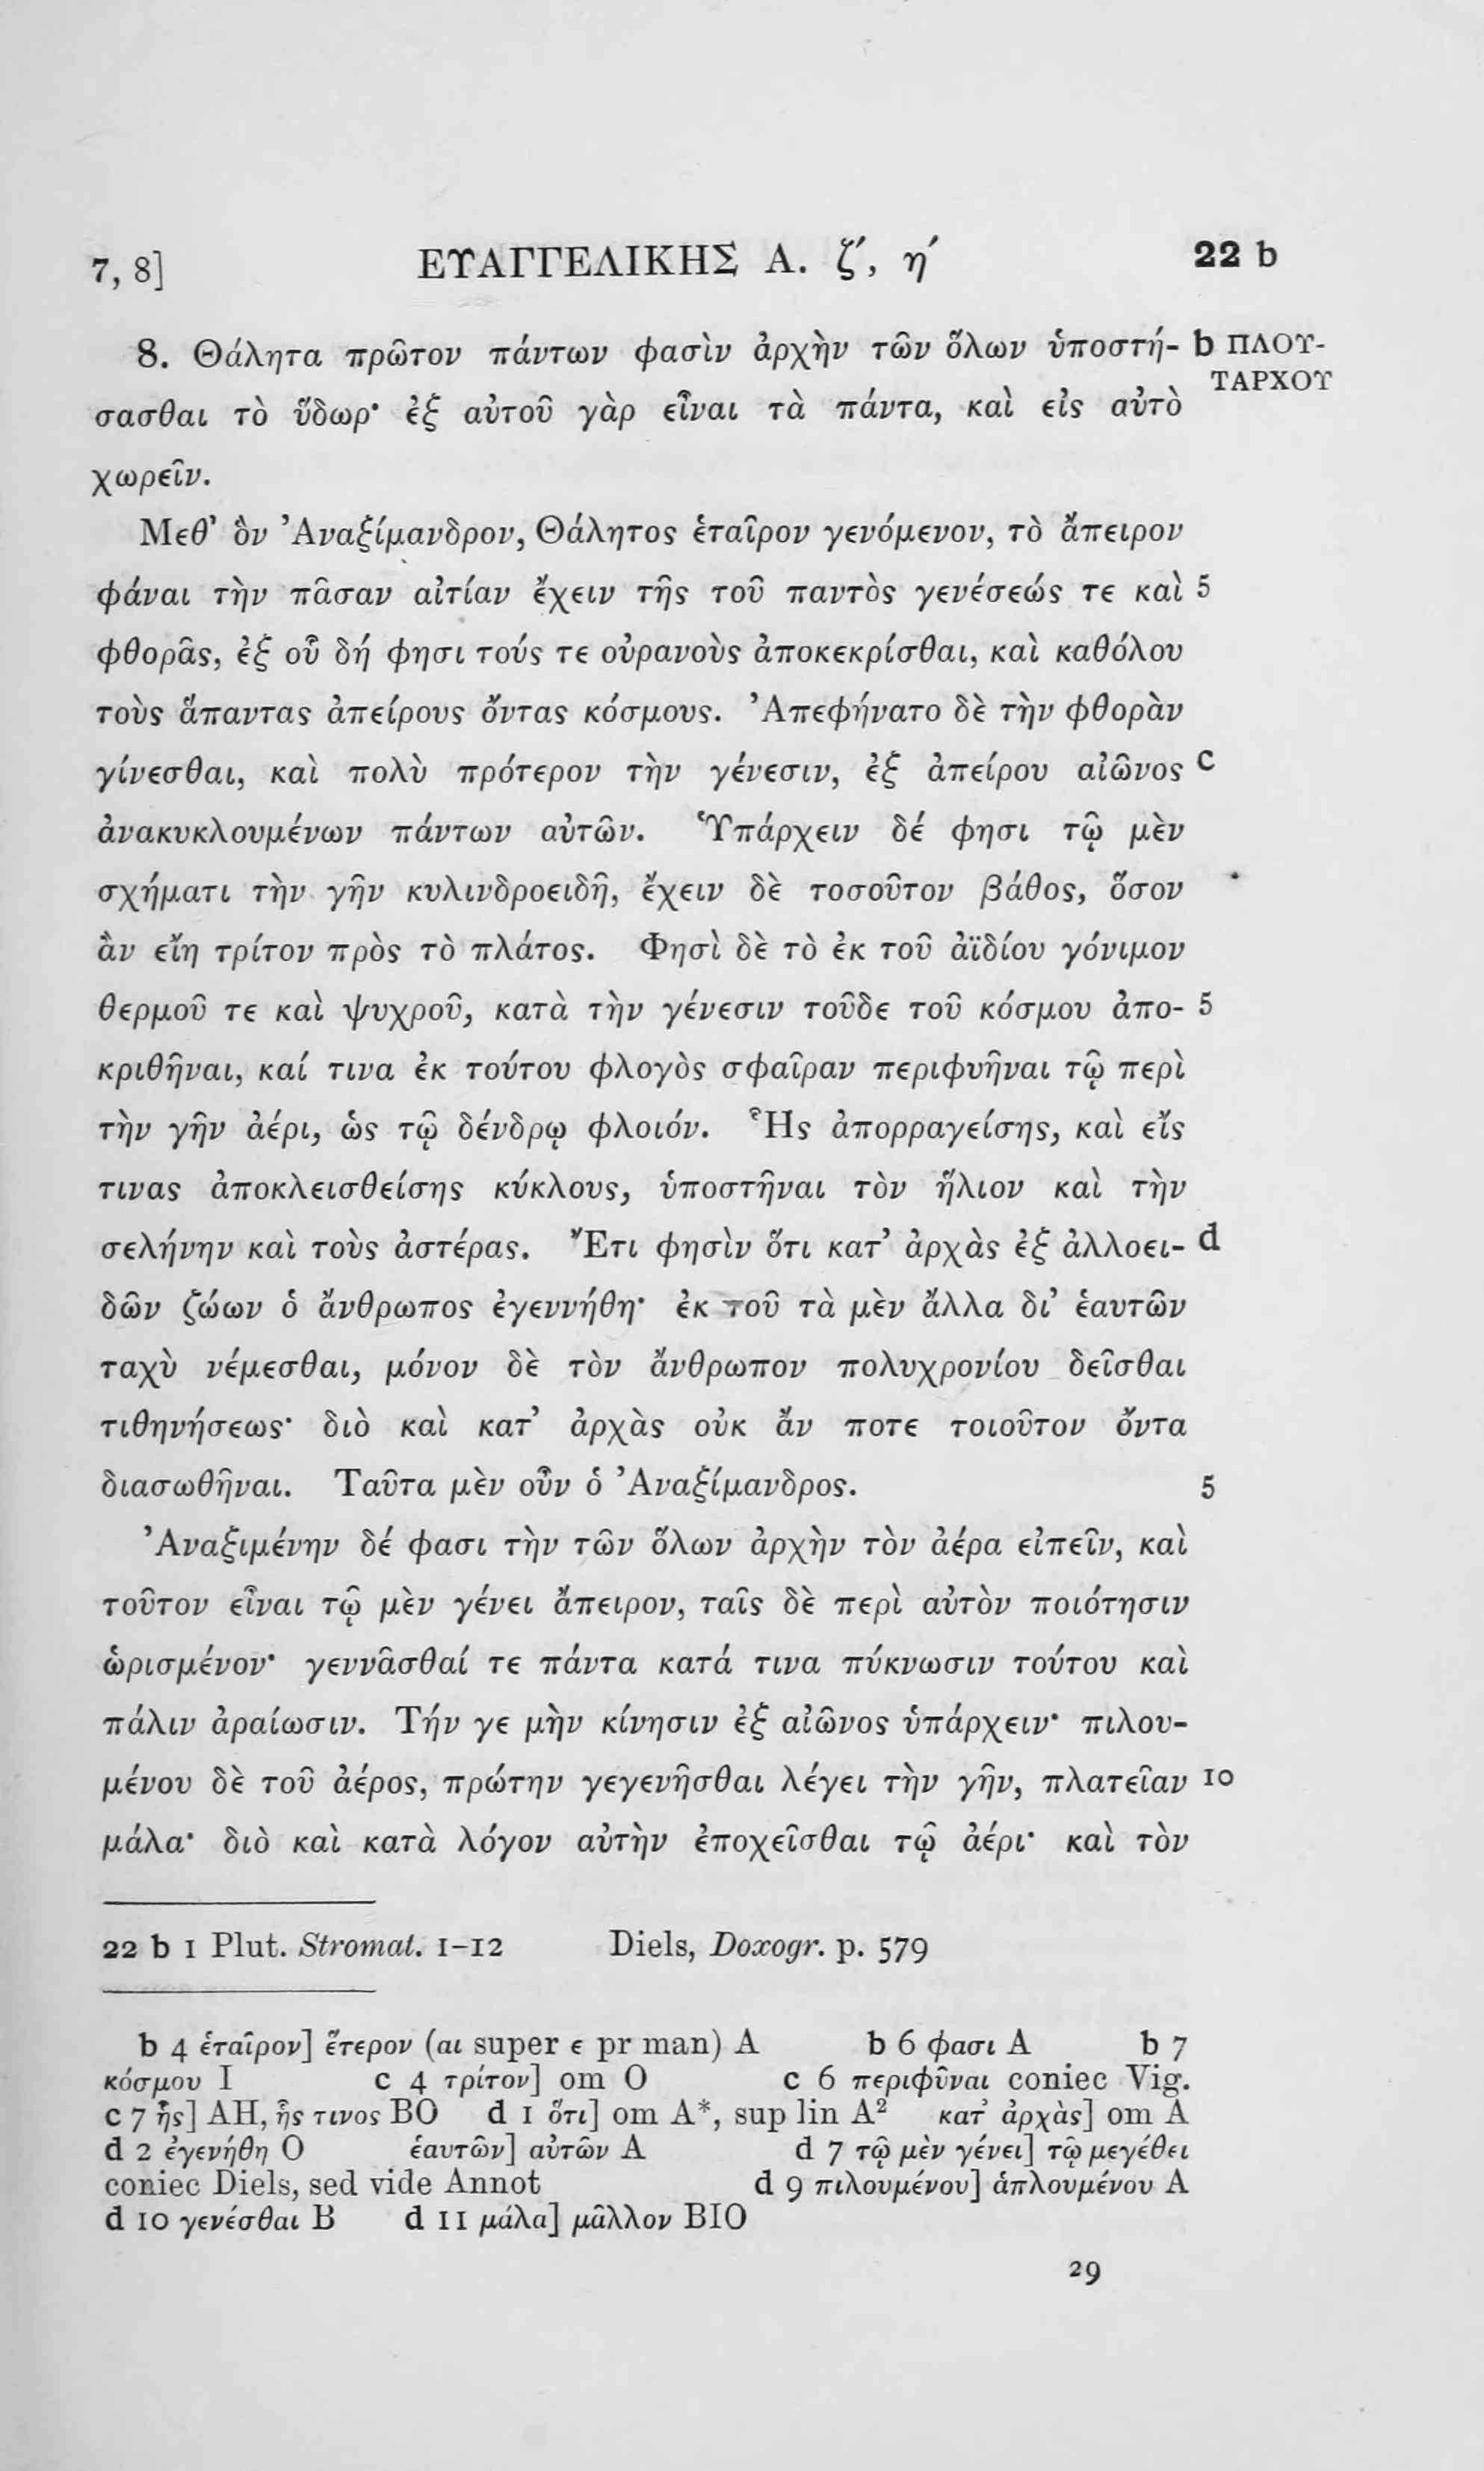 7, 8] ΕΥΑΓΓΕΛΙΚΗΣ Α. ζ΄, η΄ 22 b
8. Θάλητα πρῶτον πάντων φασὶν ἀρχὴν τῶν ὅλων ὑποστή- b ΠΛΟΥ-
ΤΑΡΧΟΥ
σασθαι τὸ ὕδωρ· ἐξ αὐτοῦ γὰρ εἶναι τὰ πάντα, καὶ εἰς αὐτὸ
χωρεῖν.
Μεθ’ ὃν Ἀναξίμανδρον, Θάλητος ἑταῖρον γενόμενον, τὸ ἄπειρον
φάναι τὴν πᾶσαν αἰτίαν ἔχειν τῆς τοῦ παντὸς γενέσεώς τε καὶ 5
φθορᾶς, ἐξ οὗ δή φησι τούς τε οὐρανοὺς ἀποκεκρίσθαι, καὶ καθόλου
τοὺς ἅπαντας ἀπείρους ὄντας κόσμους. Ἀπεφήνατο δὲ τὴν φθορὰν
γίνεσθαι, καὶ πολὺ πρότερον τὴν γένεσιν, ἐξ ἀπείρου αἰῶνος c
ἀνακυκλουμένων πάντων αὐτῶν. Ὑπάρχειν δέ φησι τῷ μὲν
σχήματι τὴν γῆν κυλινδροειδῆ, ἔχειν δὲ τοσοῦτον βάθος, ὅσον
ἂν εἴη τρίτον πρὸς τὸ πλάτος. Φησὶ δὲ τὸ ἐκ τοῦ ἀϊδίου γόνιμον
θερμοῦ τε καὶ ψυχροῦ, κατὰ τὴν γένεσιν τοῦδε τοῦ κόσμου ἀπο- 5
κριθῆναι, καί τινα ἐκ τούτου φλογὸς σφαῖραν περιφυῆναι τῷ περὶ
τὴν γῆν ἀέρι, ὡς τῷ δένδρῳ φλοιόν. Ἧς ἀπορραγείσης, καὶ εἴς
τινας ἀποκλεισθείσης κύκλους, ὑποστῆναι τὸν ἥλιον καὶ τὴν
σελήνην καὶ τοὺς ἀστέρας. Ἔτι φησὶν ὅτι κατ’ ἀρχὰς ἐξ ἀλλοει- d
δῶν ζώων ὁ ἄνθρωπος ἐγεννήθη· ἐκ τοῦ τὰ μὲν ἄλλα δι’ ἑαυτῶν
ταχὺ νέμεσθαι, μόνον δὲ τὸν ἄνθρωπον πολυχρονίου δεῖσθαι
τιθηνήσεως· διὸ καὶ κατ’ ἀρχὰς οὐκ ἄν ποτε τοιοῦτον ὄντα
διασωθῆναι. Ταῦτα μὲν οὖν ὁ Ἀναξίμανδρος. 5
Ἀναξιμένην δέ φασι τὴν τῶν ὅλων ἀρχὴν τὸν ἀέρα εἰπεῖν, καὶ
τοῦτον εἶναι τῷ μὲν γένει ἄπειρον, ταῖς δὲ περὶ αὐτὸν ποιότησιν
ὡρισμένον· γεννᾶσθαί τε πάντα κατά τινα πύκνωσιν τούτου καὶ
πάλιν ἀραίωσιν. Τήν γε μὴν κίνησιν ἐξ αἰῶνος ὑπάρχειν· πιλου-
μένου δὲ τοῦ ἀέρος, πρώτην γεγενῆσθαι λέγει τὴν γῆν, πλατεῖαν 10
μάλα· διὸ καὶ κατὰ λόγον αὐτὴν ἐποχεῖσθαι τῷ ἀέρι· καὶ τὸν
22 b 1 Plut. Stromat. 1-12 Diels, Doxogr. p. 579
b 4 ἑταῖρον] ἕτερον (αι super ε pr man) A b 6 φασι A b 7
κόσμου I c 4 τρίτον] om O c 6 περιφῦναι coniec Vig.
c 7 ἧς] AH, ἧς τινος BO d 1 ὅτι] om A*, sup lin A² κατ’ ἀρχὰς] om A
d 2 ἐγενήθη O ἑαυτῶν] αὐτῶν A d 7 τῷ μὲν γένει] τῷ μεγέθει
coniec Diels, sed vide Annot d 9 πιλουμένου] ἁπλουμένου A
d 10 γενέσθαι B d 11 μάλα] μᾶλλον BIO
29